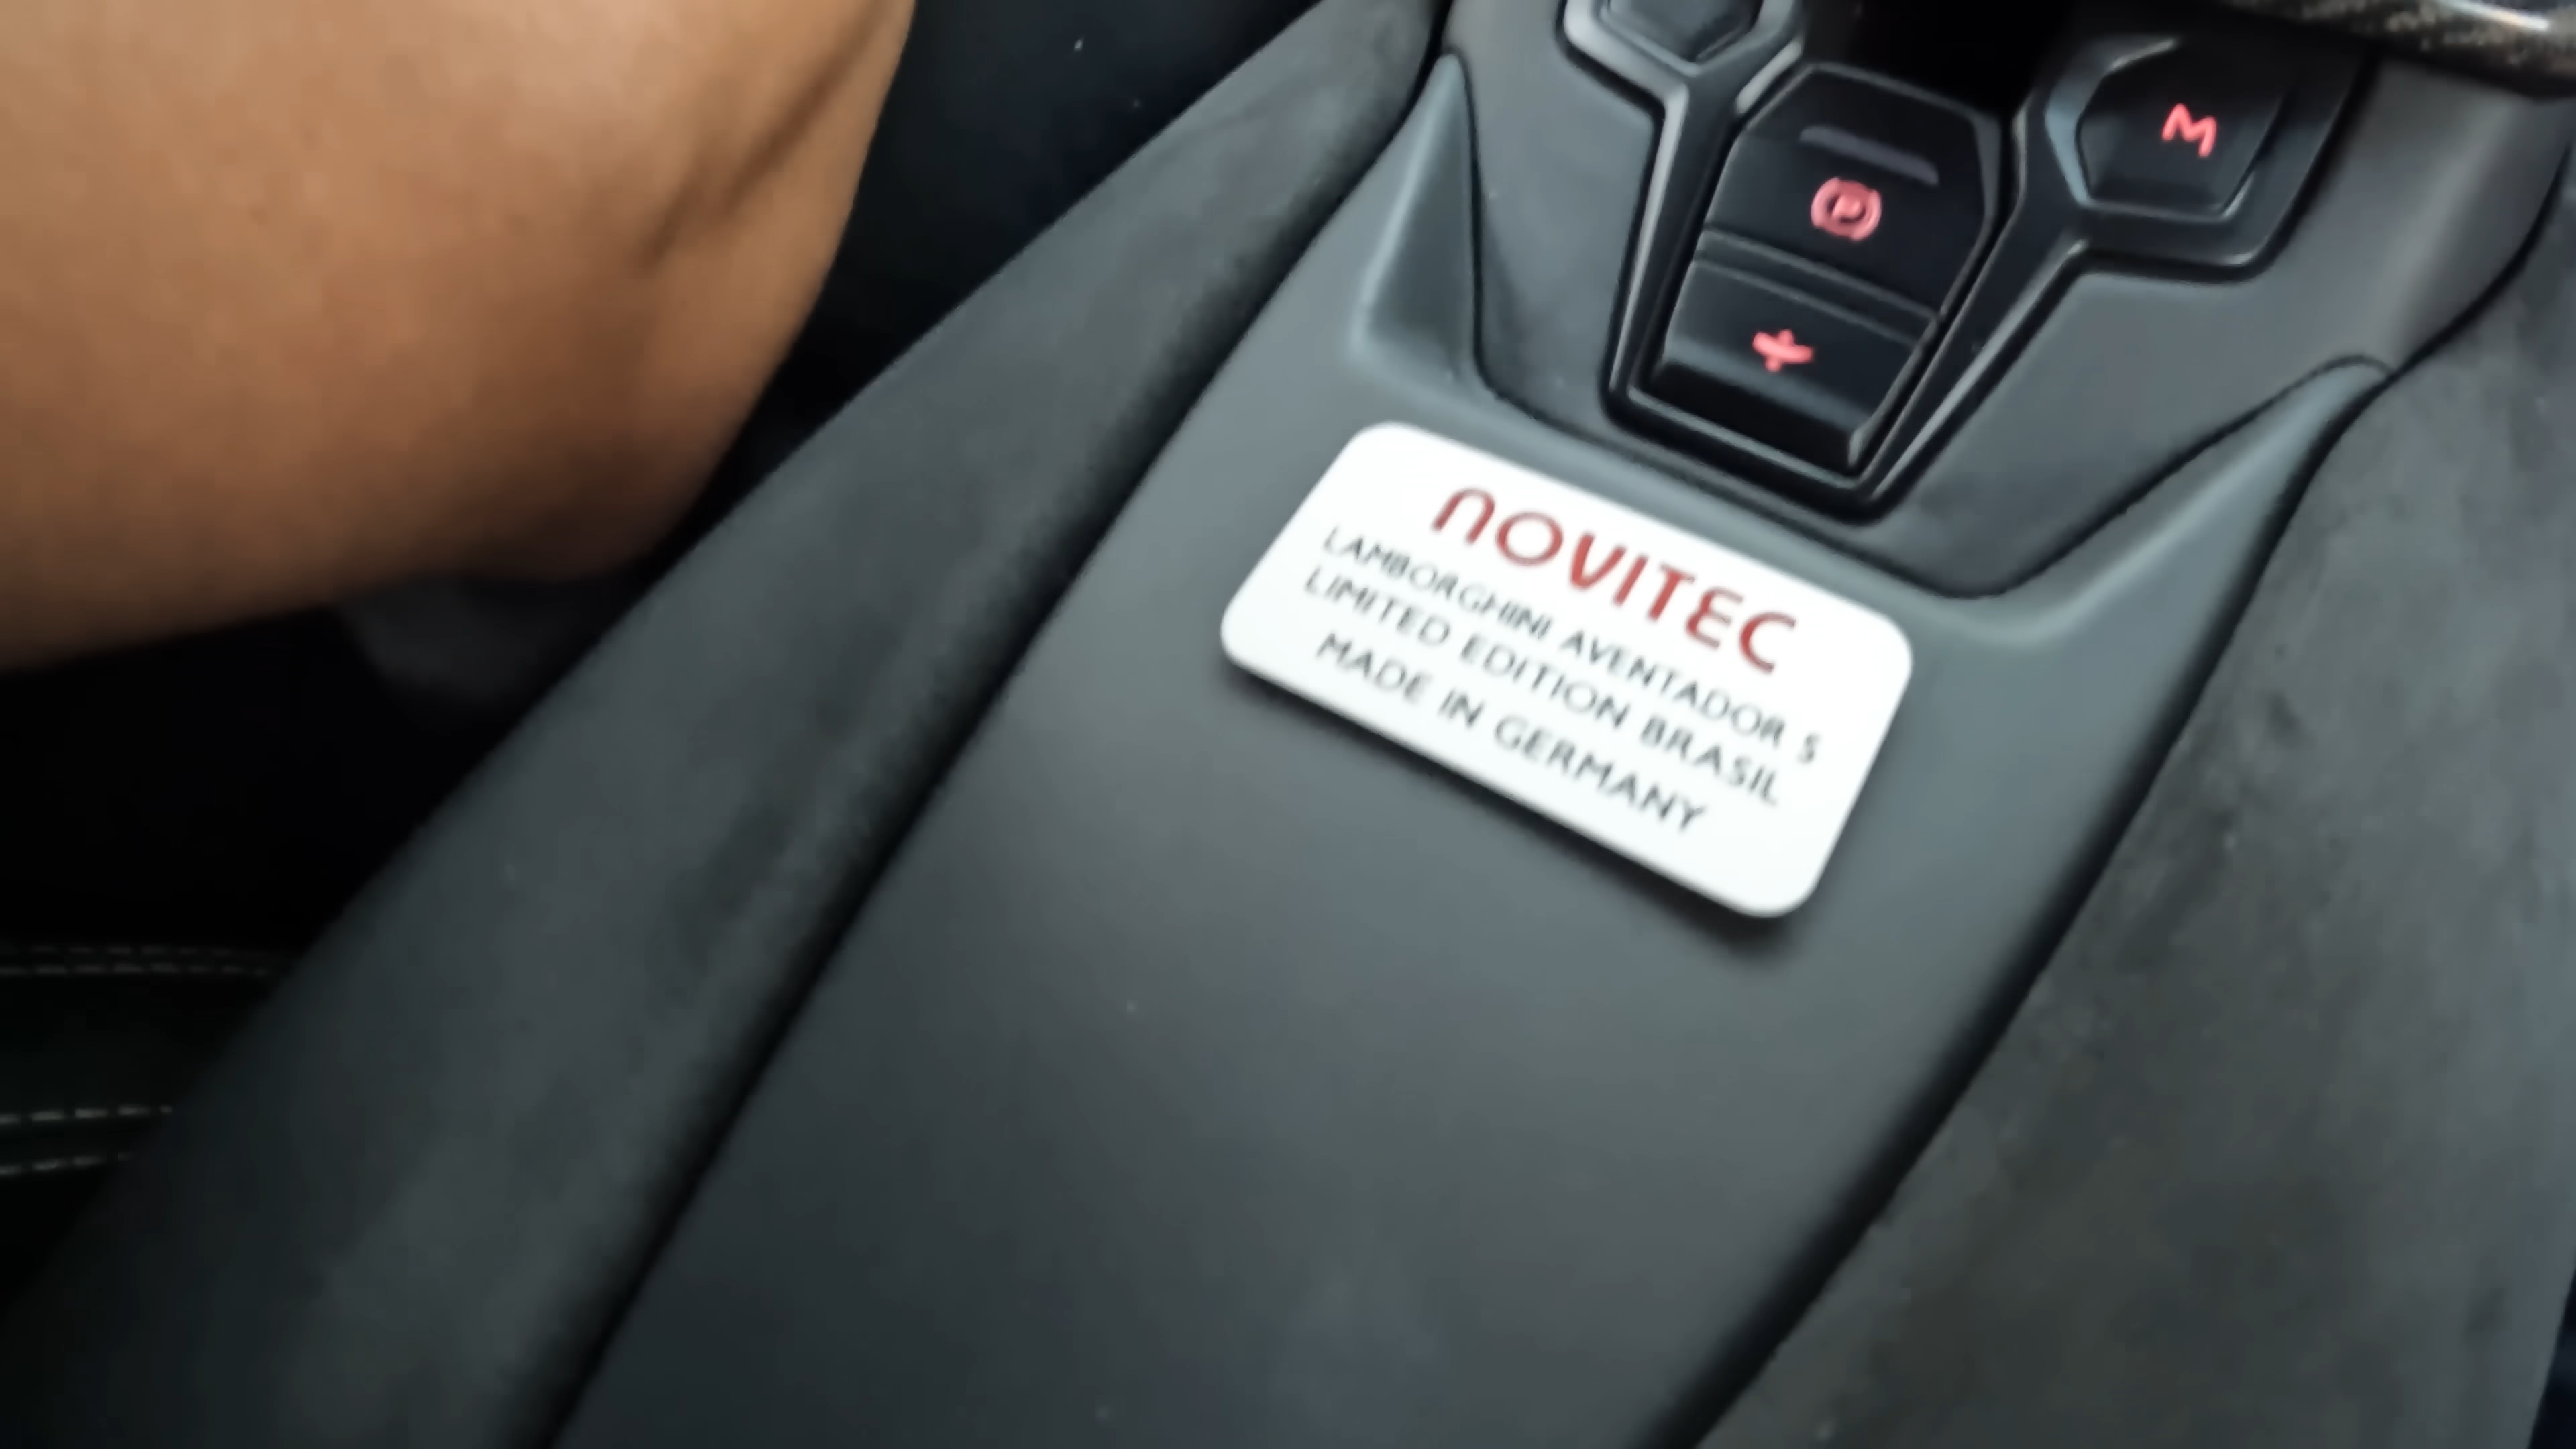 M
P
NOVITEC
LAMBORGHINI AVENTADOR S
LIMITED EDITION BRASIL
MADE IN GERMANY